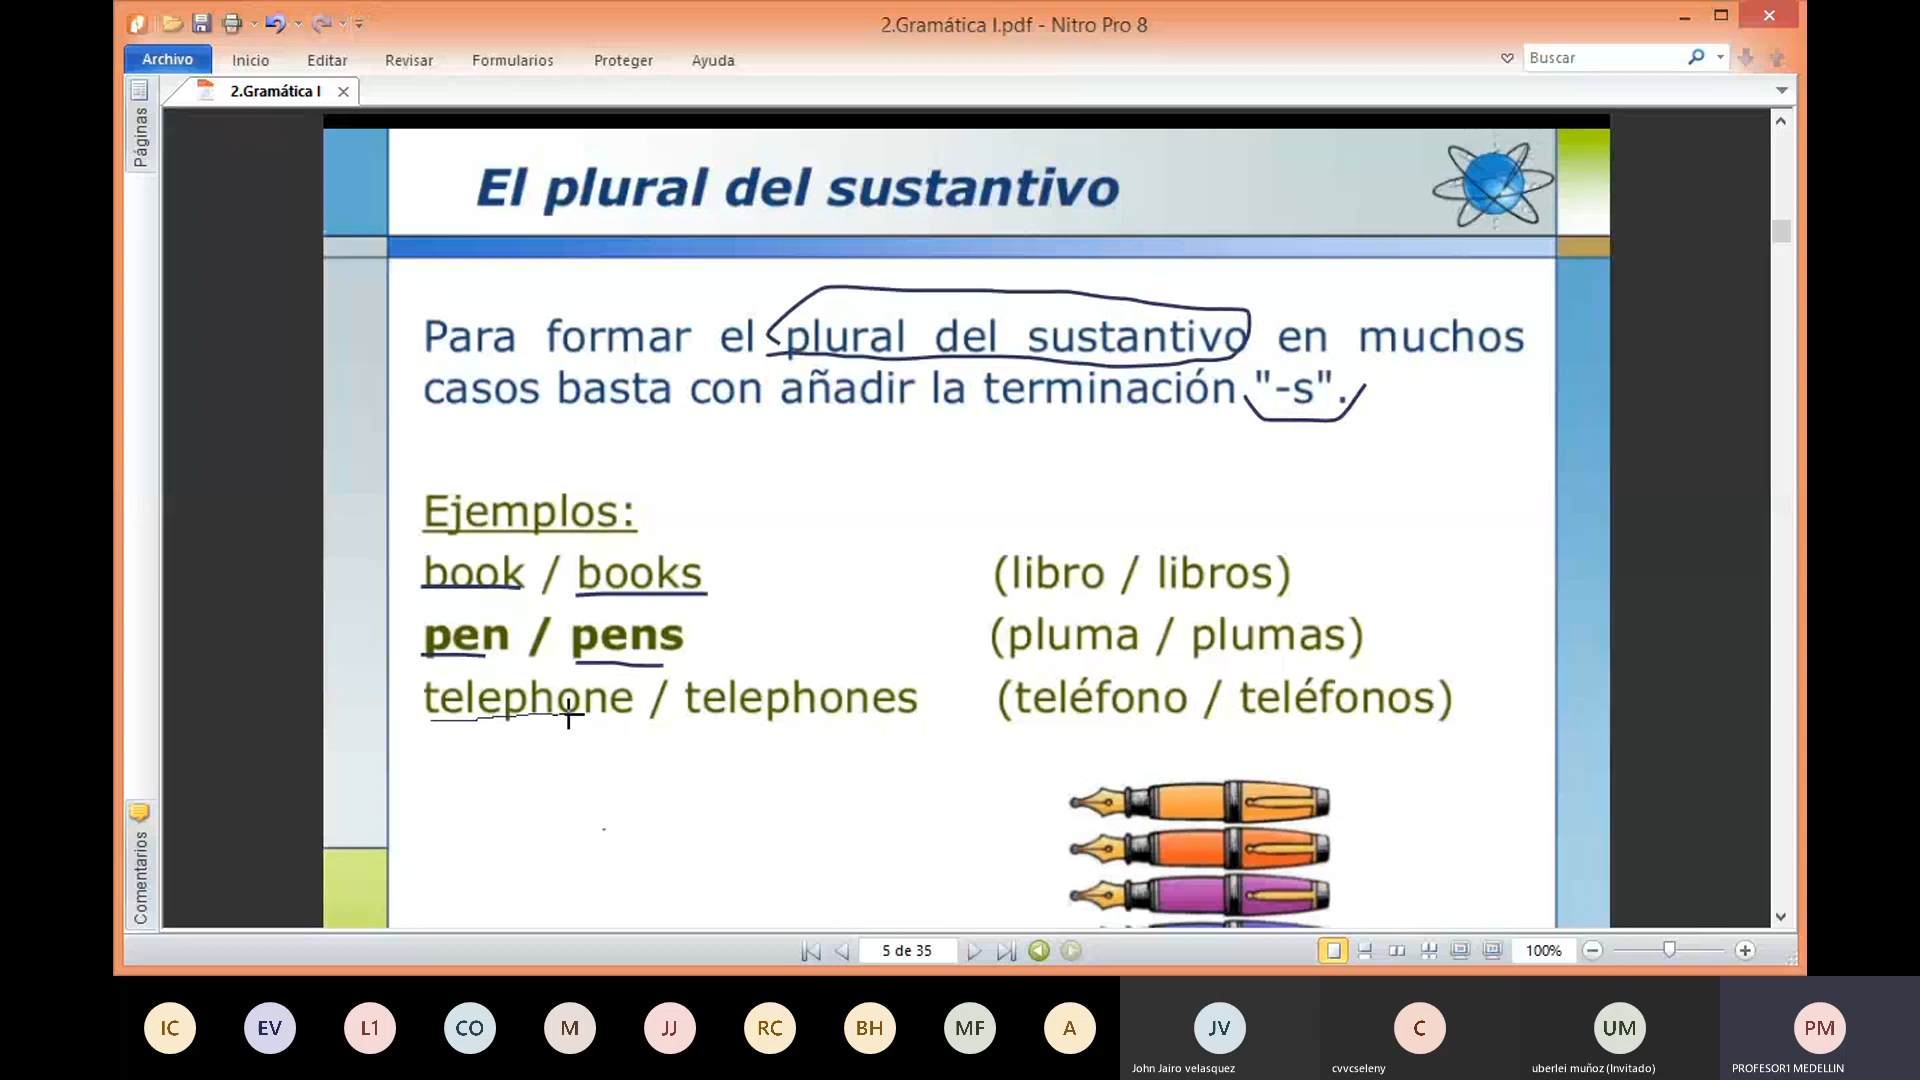 2.Gramática I.pdf - Nitro Pro 8
Archivo Inicio Editar Revisar Formularios Proteger Ayuda Buscar
2.Gramática I
Páginas
El plural del sustantivo
Para formar el plural del sustantivo en muchos
casos basta con añadir la terminación "-s".
Ejemplos:
book / books (libro / libros)
pen / pens (pluma / plumas)
telephone / telephones (teléfono / teléfonos)
Comentarios
5 de 35 100%
IC EV L1 CO M JJ RC BH MF A JV C UM PM
John Jairo velasquez cvvcseleny uberlei muñoz (Invitado) PROFESOR1 MEDELLIN